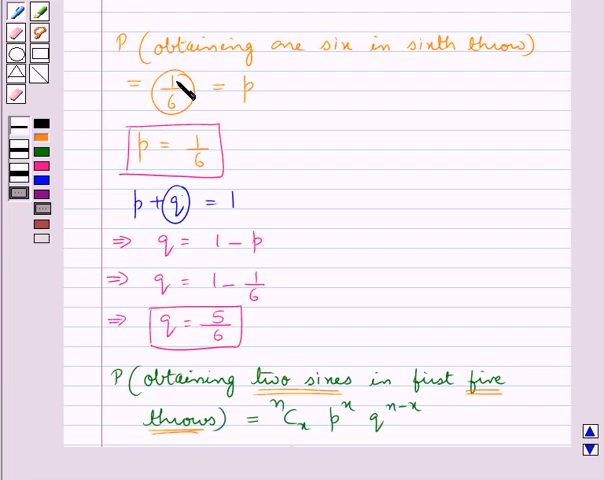 P (obtaining one six in sixth throw)
= 1/6 = p
p = 1/6
p + q = 1
⇒ q = 1 − p
⇒ q = 1 − 1/6
⇒ q = 5/6
P (obtaining two sixes in first five
throws) = ⁿCₓ pˣ qⁿ⁻ˣ